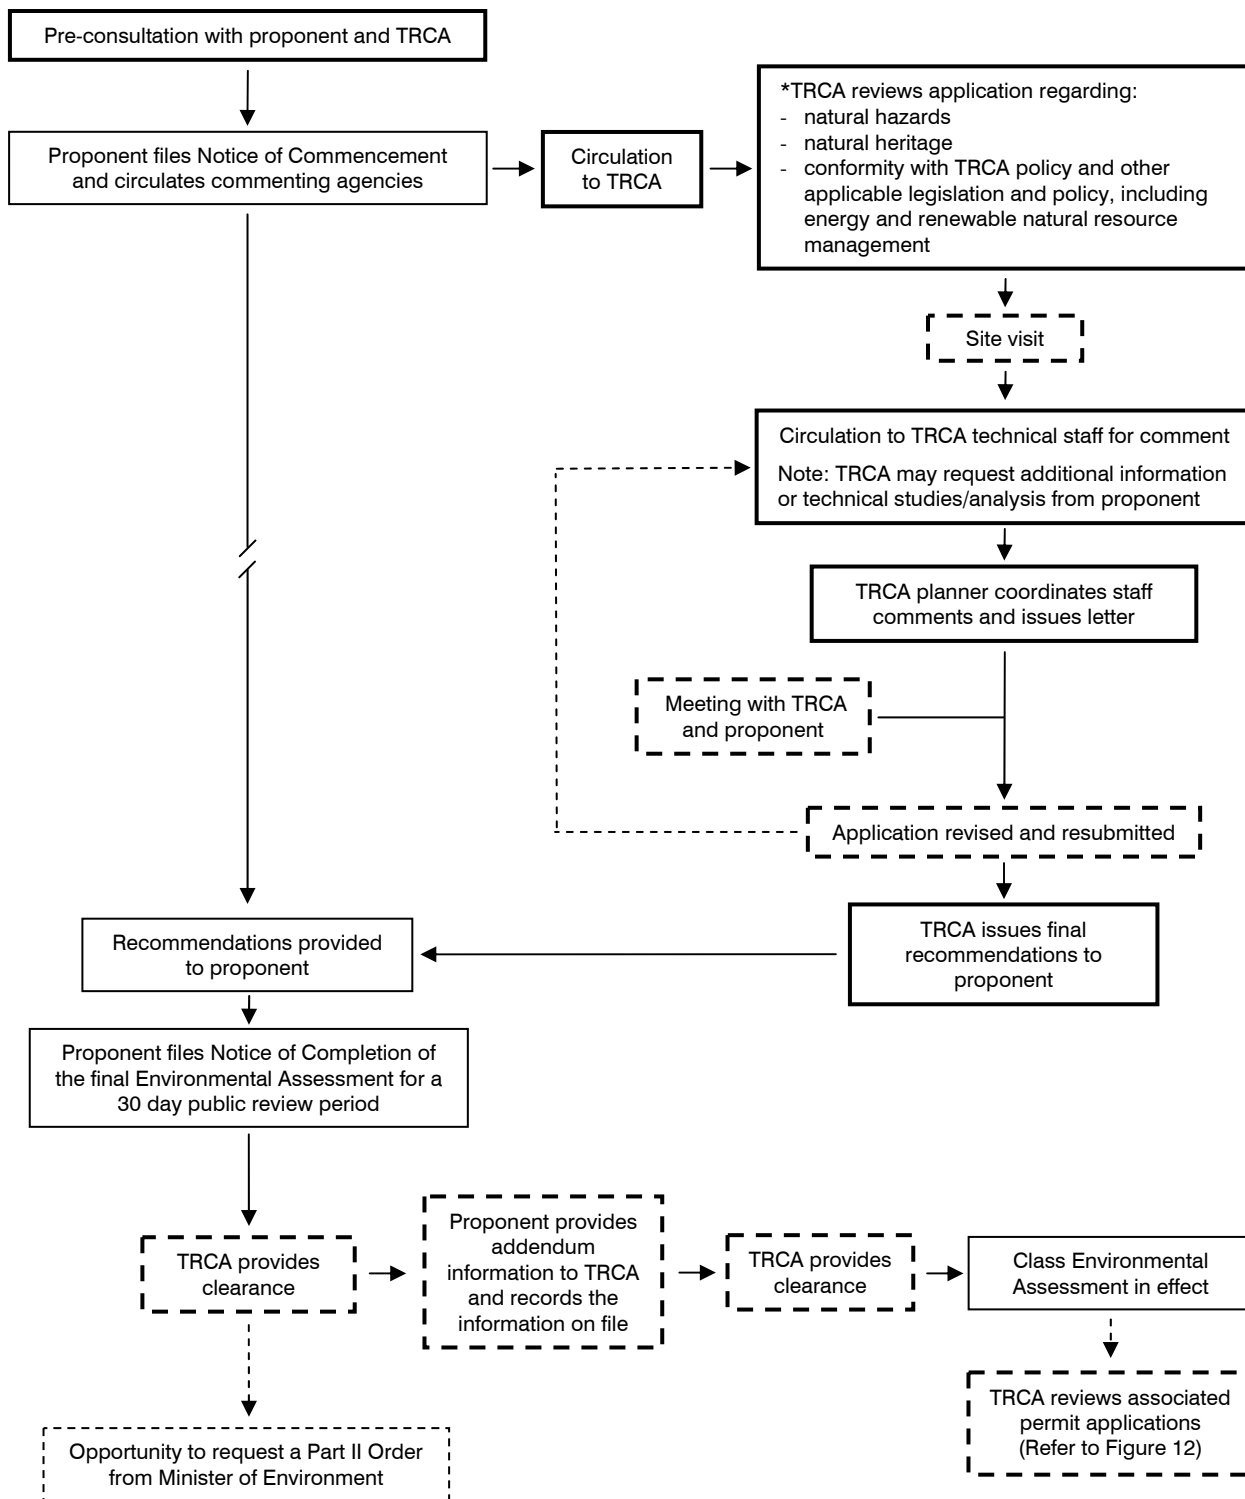 Pre-consultation with proponent and TRCA
Proponent files Notice of Commencement
and circulates commenting agencies
Circulation
to TRCA
*TRCA reviews application regarding:
- natural hazards
- natural heritage
- conformity with TRCA policy and other
applicable legislation and policy, including
energy and renewable natural resource
management
Site visit
Circulation to TRCA technical staff for comment
Note: TRCA may request additional information
or technical studies/analysis from proponent
TRCA planner coordinates staff
comments and issues letter
Meeting with TRCA
and proponent
Application revised and resubmitted
TRCA issues final
recommendations to
proponent
Recommendations provided
to proponent
Proponent files Notice of Completion of
the final Environmental Assessment for a
30 day public review period
TRCA provides
clearance
Proponent provides
addendum
information to TRCA
and records the
information on file
TRCA provides
clearance
Class Environmental
Assessment in effect
TRCA reviews associated
permit applications
(Refer to Figure 12)
Opportunity to request a Part II Order
from Minister of Environment